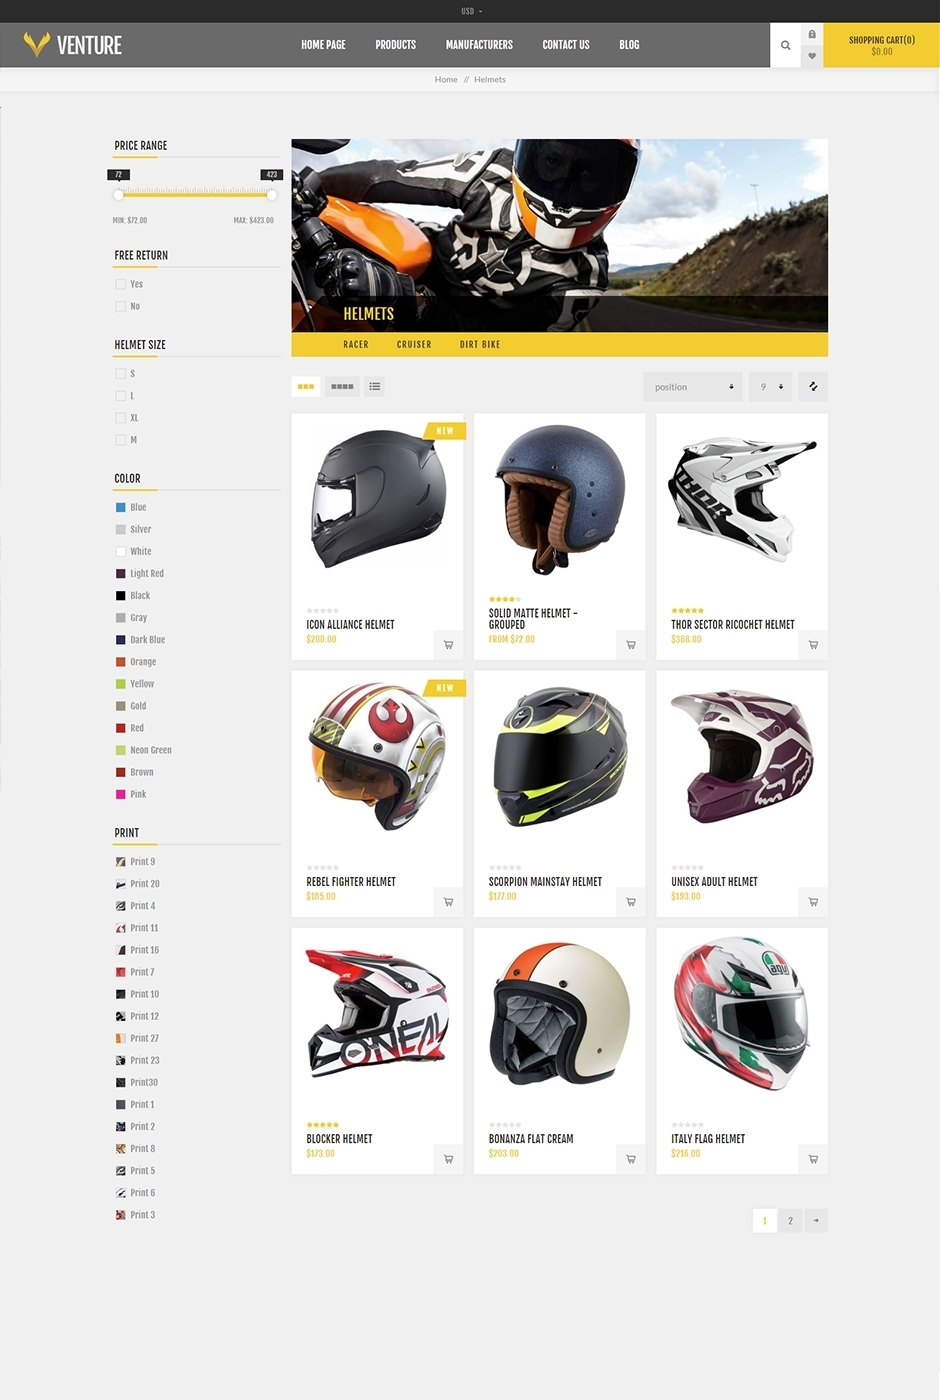 USD
VENTURE
HOME PAGE
PRODUCTS
MANUFACTURERS
CONTACT US
BLOG
SHOPPING CART(0)
$0.00
Home // Helmets
PRICE RANGE
72
423
MIN: $72.00
MAX: $423.00
FREE RETURN
Yes
No
HELMET SIZE
S
L
XL
M
COLOR
Blue
Silver
White
Light Red
Black
Gray
Dark Blue
Orange
Yellow
Gold
Red
Neon Green
Brown
Pink
PRINT
Print 9
Print 20
Print 4
Print 11
Print 16
Print 7
Print 10
Print 12
Print 27
Print 23
Print30
Print 1
Print 2
Print 8
Print 5
Print 6
Print 3
HELMETS
RACER
CRUISER
DIRT BIKE
position
9
NEW
ICON ALLIANCE HELMET
$200.00
SOLID MATTE HELMET -
GROUPED
FROM $72.00
THOR
THOR SECTOR RICOCHET HELMET
$368.00
NEW
REBEL FIGHTER HELMET
$185.00
SCORPION MAINSTAY HELMET
$177.00
UNISEX ADULT HELMET
$193.00
O'NEAL
BLOCKER HELMET
$173.00
BONANZA FLAT CREAM
$203.00
agv
ITALY FLAG HELMET
$216.00
1
2